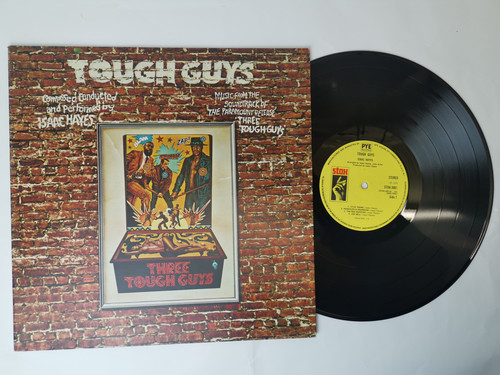 TOUGH GUYS
Composed Conducted
and Performed by
ISAAC HAYES
MUSIC FROM THE
SOUNDTRACK OF
THE PARAMOUNT RELEASE
THREE
TOUGH GUYS
ZAP!
THREE
TOUGH GUYS
PYE
TOUGH GUYS
ISAAC HAYES
stax
STEREO